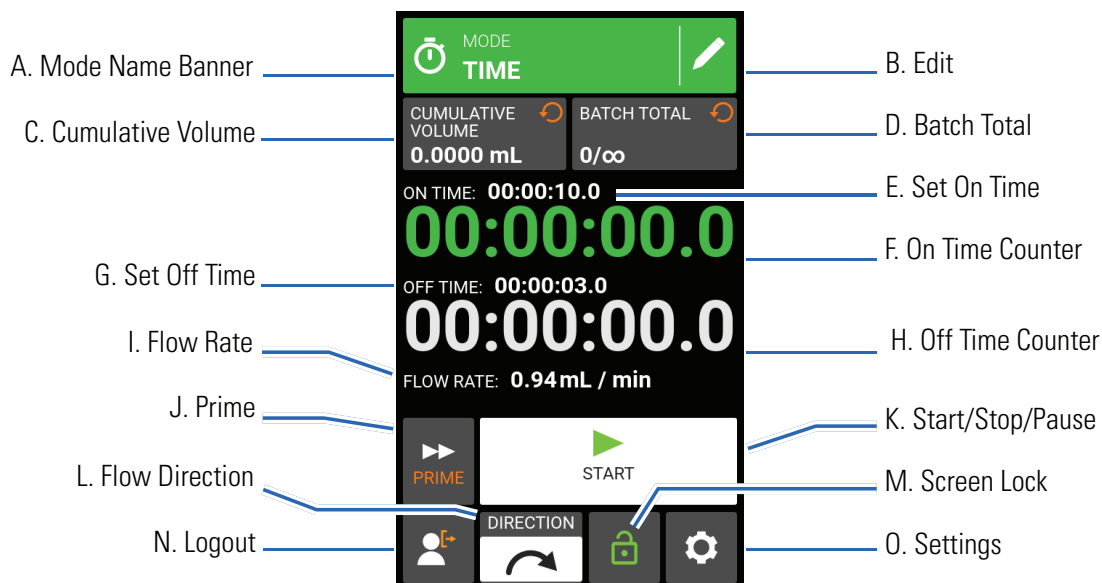 A. Mode Name Banner
MODE
TIME
B. Edit
C. Cumulative Volume
CUMULATIVE
VOLUME
0.0000 mL
BATCH TOTAL
0/∞
D. Batch Total
ON TIME: 00:00:10.0
E. Set On Time
00:00:00.0
F. On Time Counter
G. Set Off Time
OFF TIME: 00:00:03.0
00:00:00.0
H. Off Time Counter
I. Flow Rate
FLOW RATE: 0.94 mL / min
J. Prime
PRIME
START
K. Start/Stop/Pause
L. Flow Direction
DIRECTION
M. Screen Lock
N. Logout
O. Settings